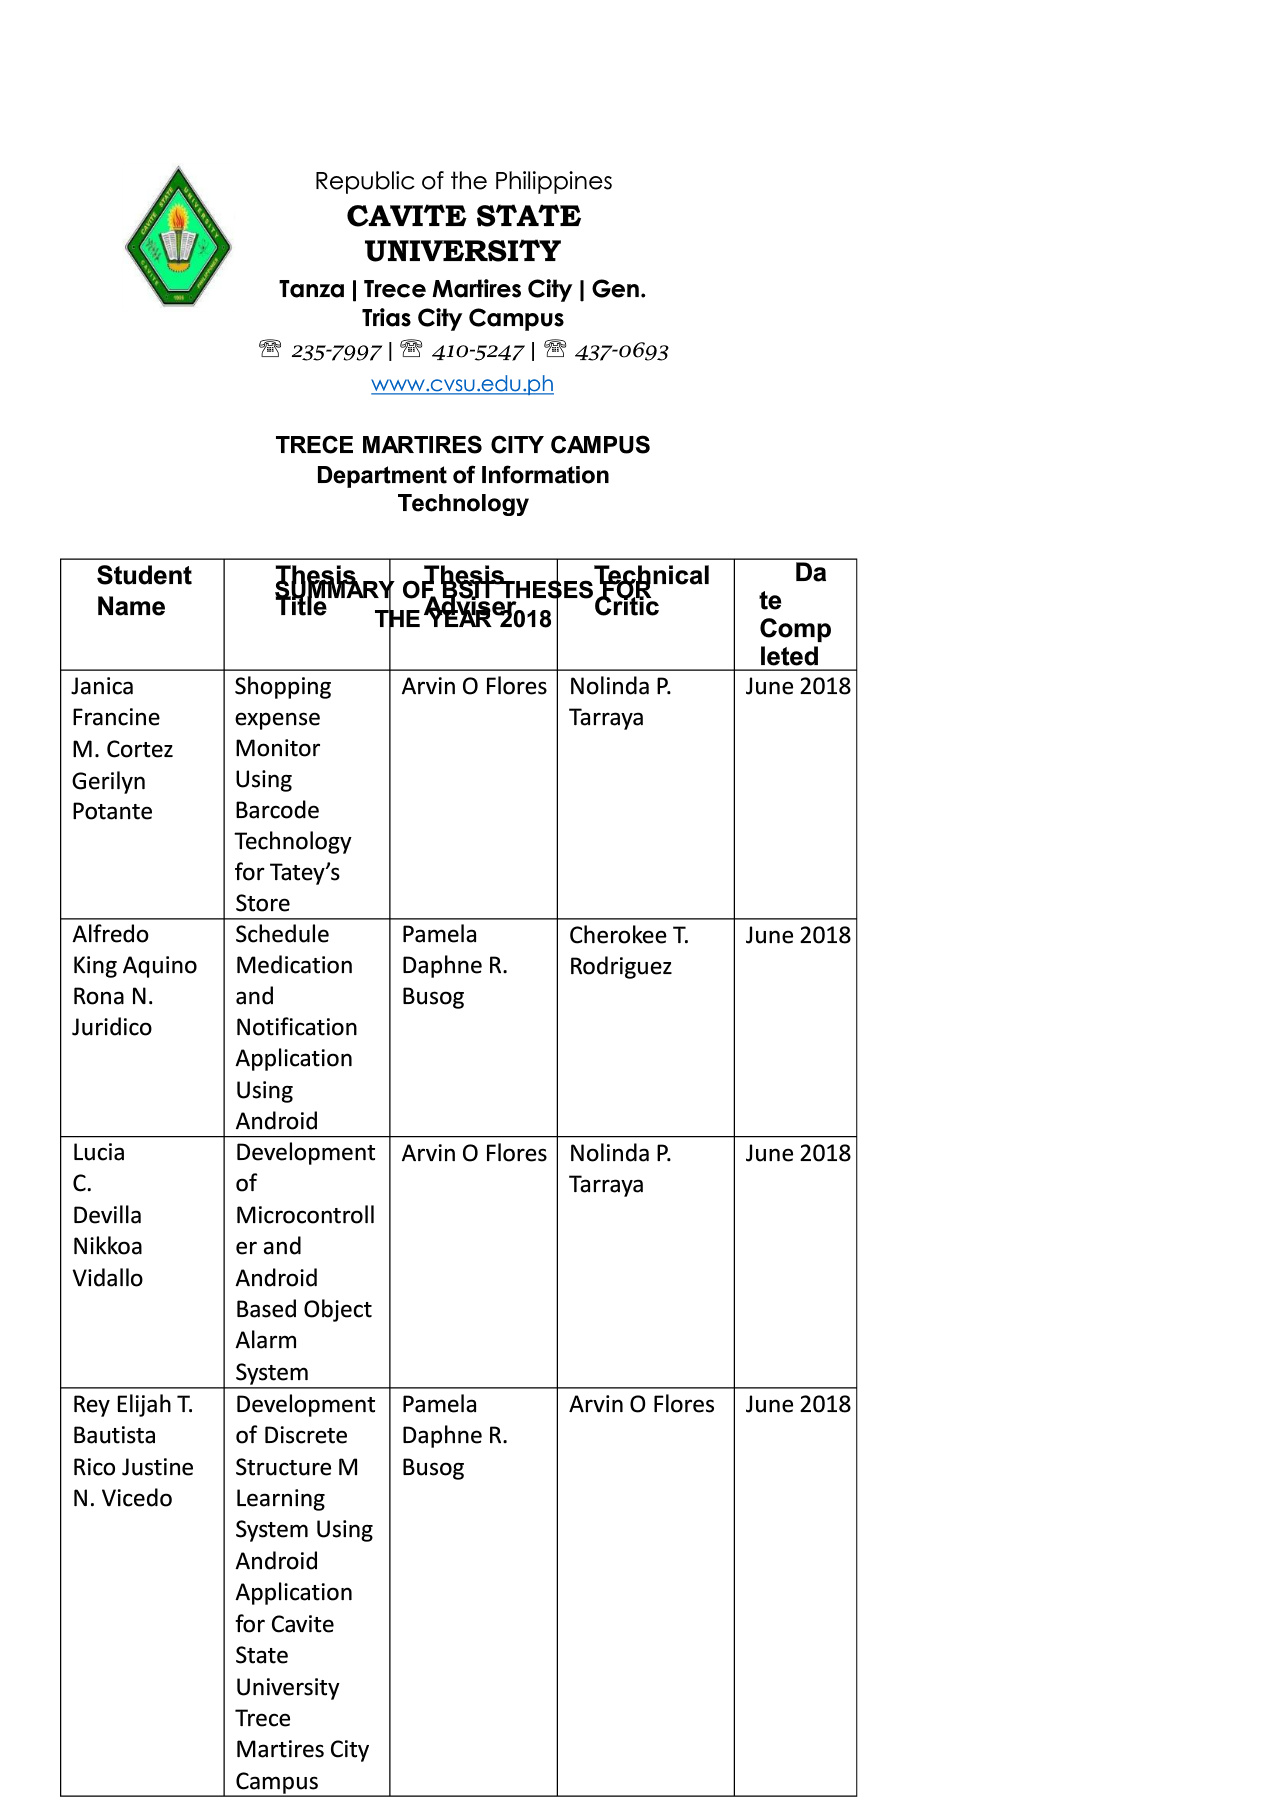 Republic of the Philippines
CAVITE STATE
UNIVERSITY
Tanza | Trece Martires City | Gen.
Trias City Campus
☏ 235-7997 | ☏ 410-5247 | ☏ 437-0693
www.cvsu.edu.ph
TRECE MARTIRES CITY CAMPUS
Department of Information
Technology
SUMMARY OF BSIT THESES FOR
THE YEAR 2018
Student
Name
Thesis
Title
Thesis
Adviser
Technical
Critic
Da
te
Comp
leted
Janica
Francine
M. Cortez
Gerilyn
Potante
Shopping
expense
Monitor
Using
Barcode
Technology
for Tatey’s
Store
Arvin O Flores
Nolinda P.
Tarraya
June 2018
Alfredo
King Aquino
Rona N.
Juridico
Schedule
Medication
and
Notification
Application
Using
Android
Pamela
Daphne R.
Busog
Cherokee T.
Rodriguez
June 2018
Lucia
C.
Devilla
Nikkoa
Vidallo
Development
of
Microcontroll
er and
Android
Based Object
Alarm
System
Arvin O Flores
Nolinda P.
Tarraya
June 2018
Rey Elijah T.
Bautista
Rico Justine
N. Vicedo
Development
of Discrete
Structure M
Learning
System Using
Android
Application
for Cavite
State
University
Trece
Martires City
Campus
Pamela
Daphne R.
Busog
Arvin O Flores
June 2018